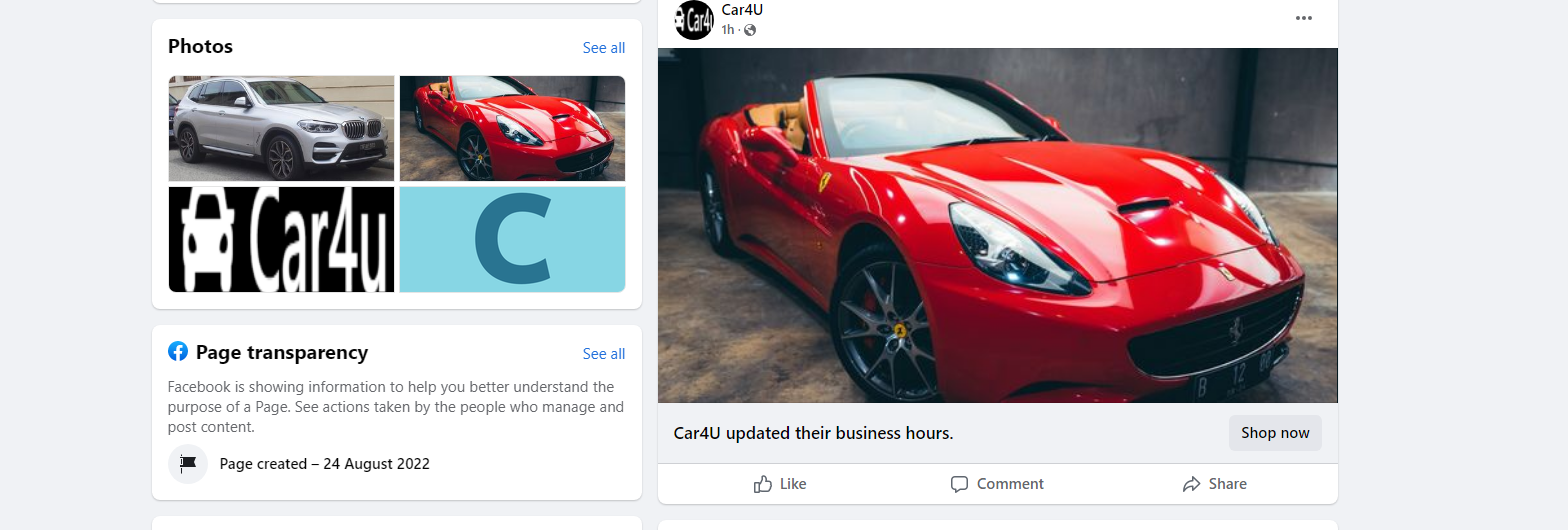 Photos
See all
Car4u
C
Page transparency
See all
Facebook is showing information to help you better understand the
purpose of a Page. See actions taken by the people who manage and
post content.
Page created – 24 August 2022
Car4U
Car4U
1h ·
B 12
Car4U updated their business hours.
Shop now
Like
Comment
Share